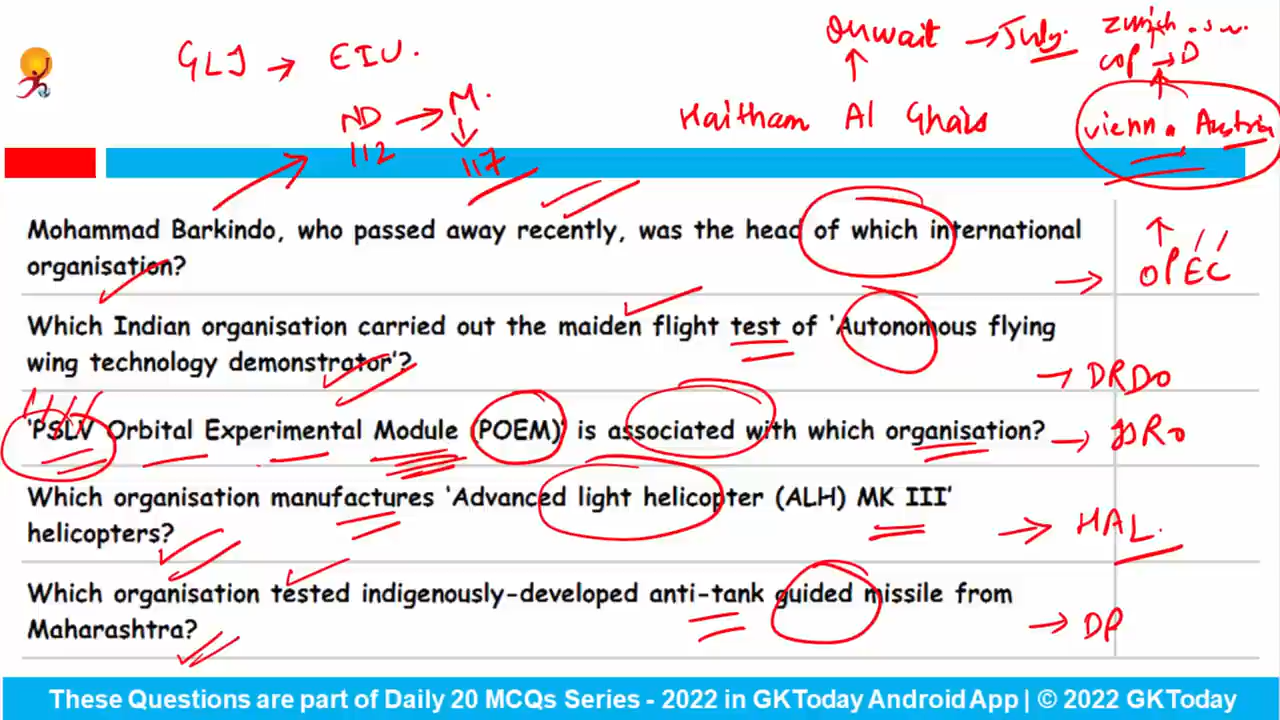 GLI → EIU.
ND → M.
112 117
→ July.
Haitham Al Ghais
Zurich
COP → D
Vienna Austria
Mohammad Barkindo, who passed away recently, was the head of which international
organisation?
OPEC
Which Indian organisation carried out the maiden flight test of 'Autonomous flying
wing technology demonstrator'?
→ DRDO
'PSLV Orbital Experimental Module (POEM)' is associated with which organisation?
→ ISRO
Which organisation manufactures 'Advanced light helicopter (ALH) MK III'
helicopters?
→ HAL.
Which organisation tested indigenously-developed anti-tank guided missile from
Maharashtra?
→ DR
These Questions are part of Daily 20 MCQs Series - 2022 in GKToday Android App | © 2022 GKToday